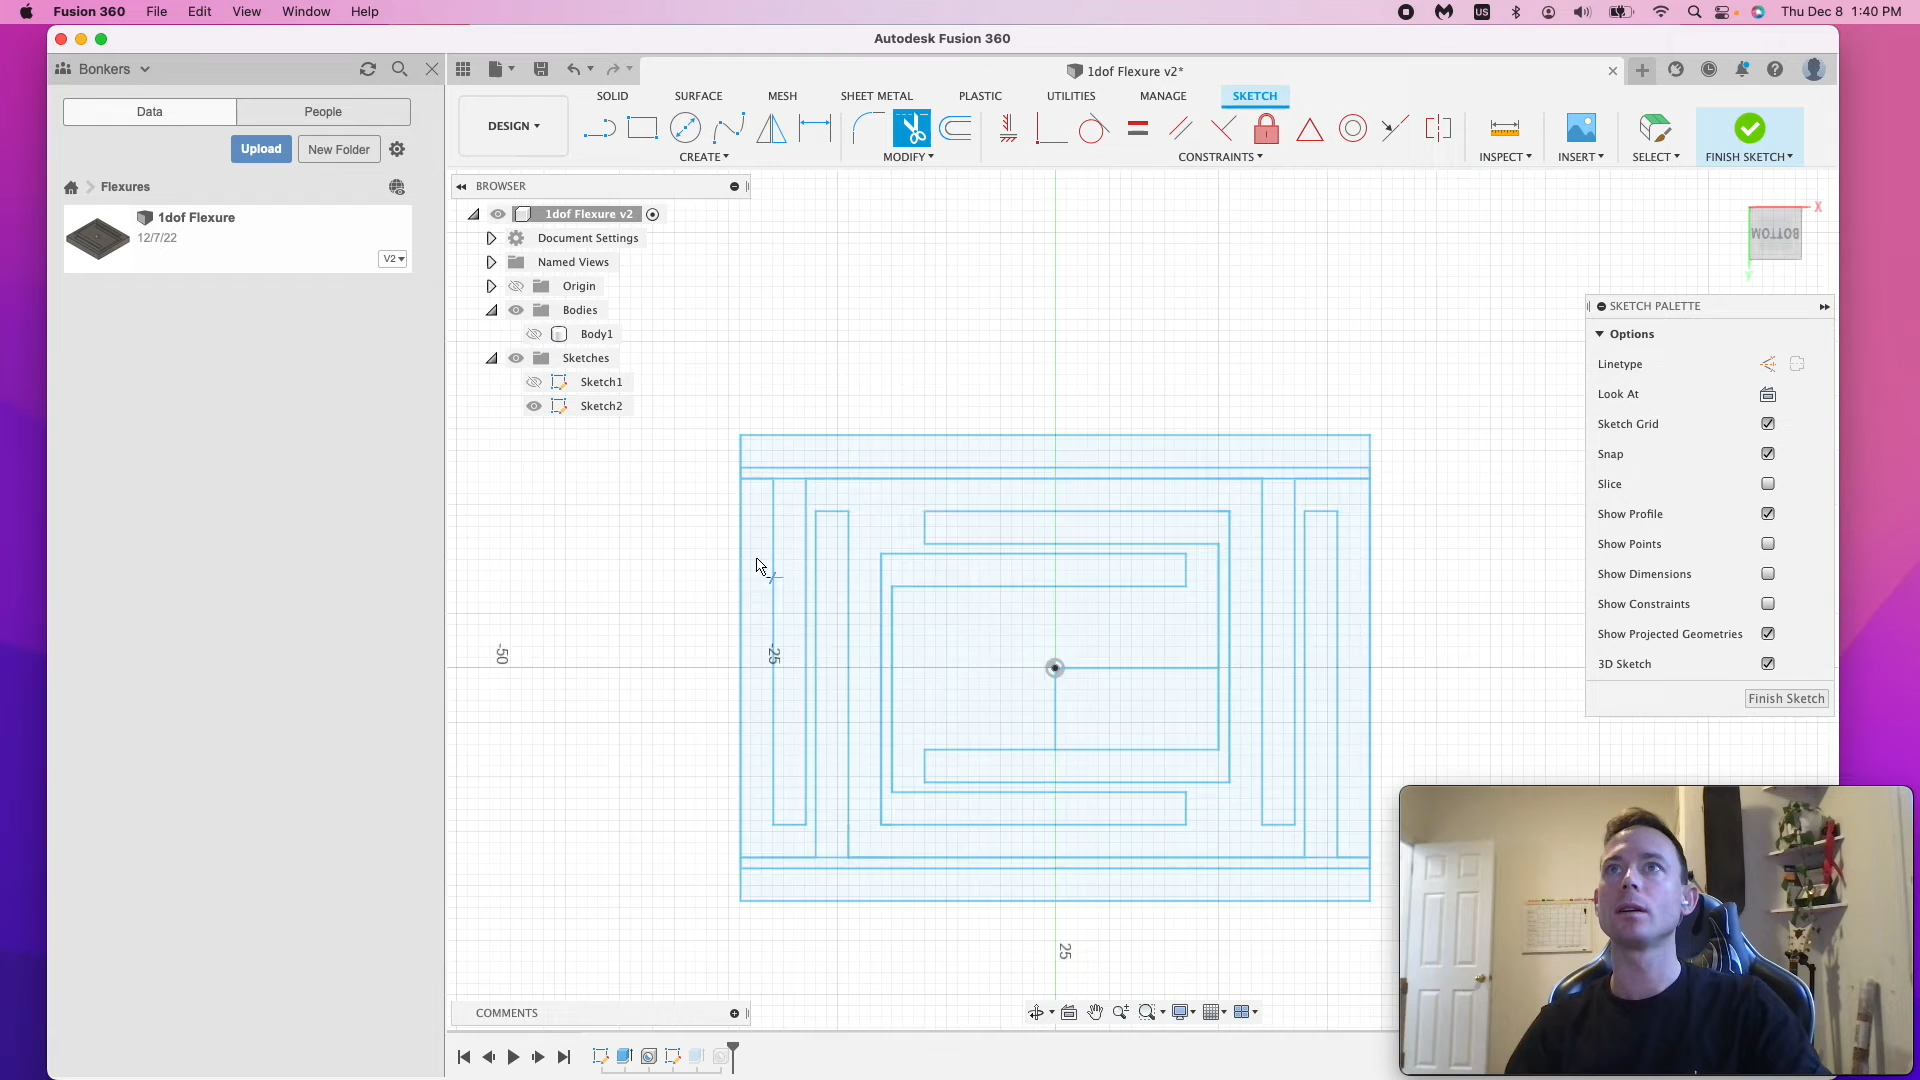 Fusion 360 File Edit View Window Help
US
Thu Dec 8 1:40 PM
Autodesk Fusion 360
Bonkers
1dof Flexure v2*
Data People
Upload New Folder
Flexures
1dof Flexure
12/7/22
V2
SOLID SURFACE MESH SHEET METAL PLASTIC UTILITIES MANAGE SKETCH
DESIGN
CREATE MODIFY CONSTRAINTS INSPECT INSERT SELECT FINISH SKETCH
BROWSER
1dof Flexure v2
Document Settings
Named Views
Origin
Bodies
Body1
Sketches
Sketch1
Sketch2
X
BOTTOM
Y
SKETCH PALETTE
Options
Linetype
Look At
Sketch Grid
Snap
Slice
Show Profile
Show Points
Show Dimensions
Show Constraints
Show Projected Geometries
3D Sketch
Finish Sketch
-50
-25
25
COMMENTS